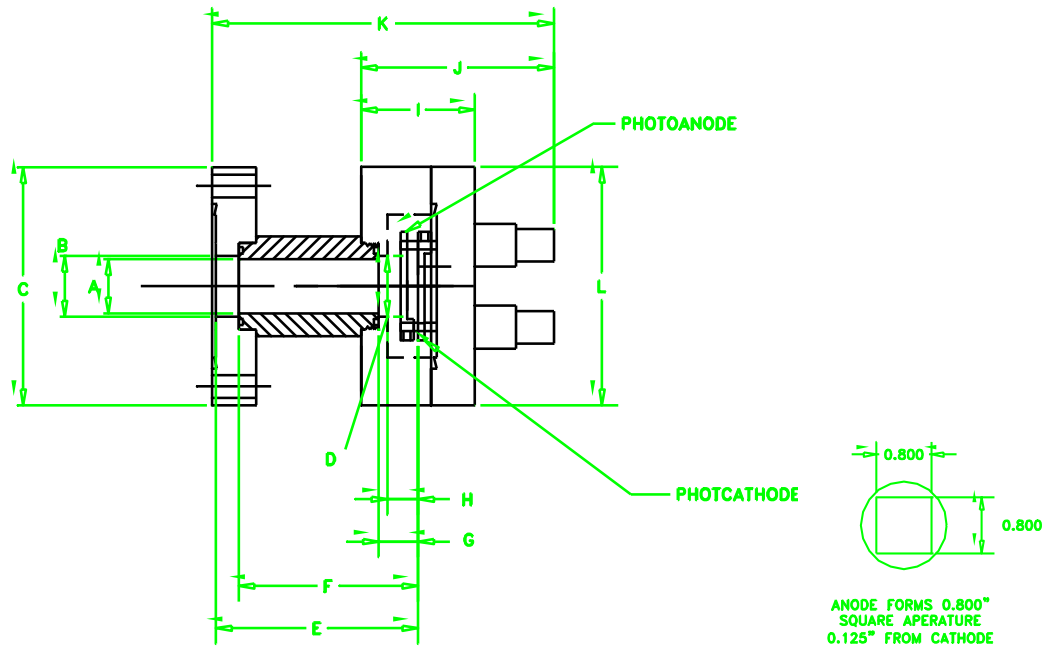 K
J
I
PHOTOANODE
B
C
A
L
D
0.800
H
PHOTCATHODE
0.800
G
F
ANODE FORMS 0.800"
SQUARE APERATURE
0.125" FROM CATHODE
E